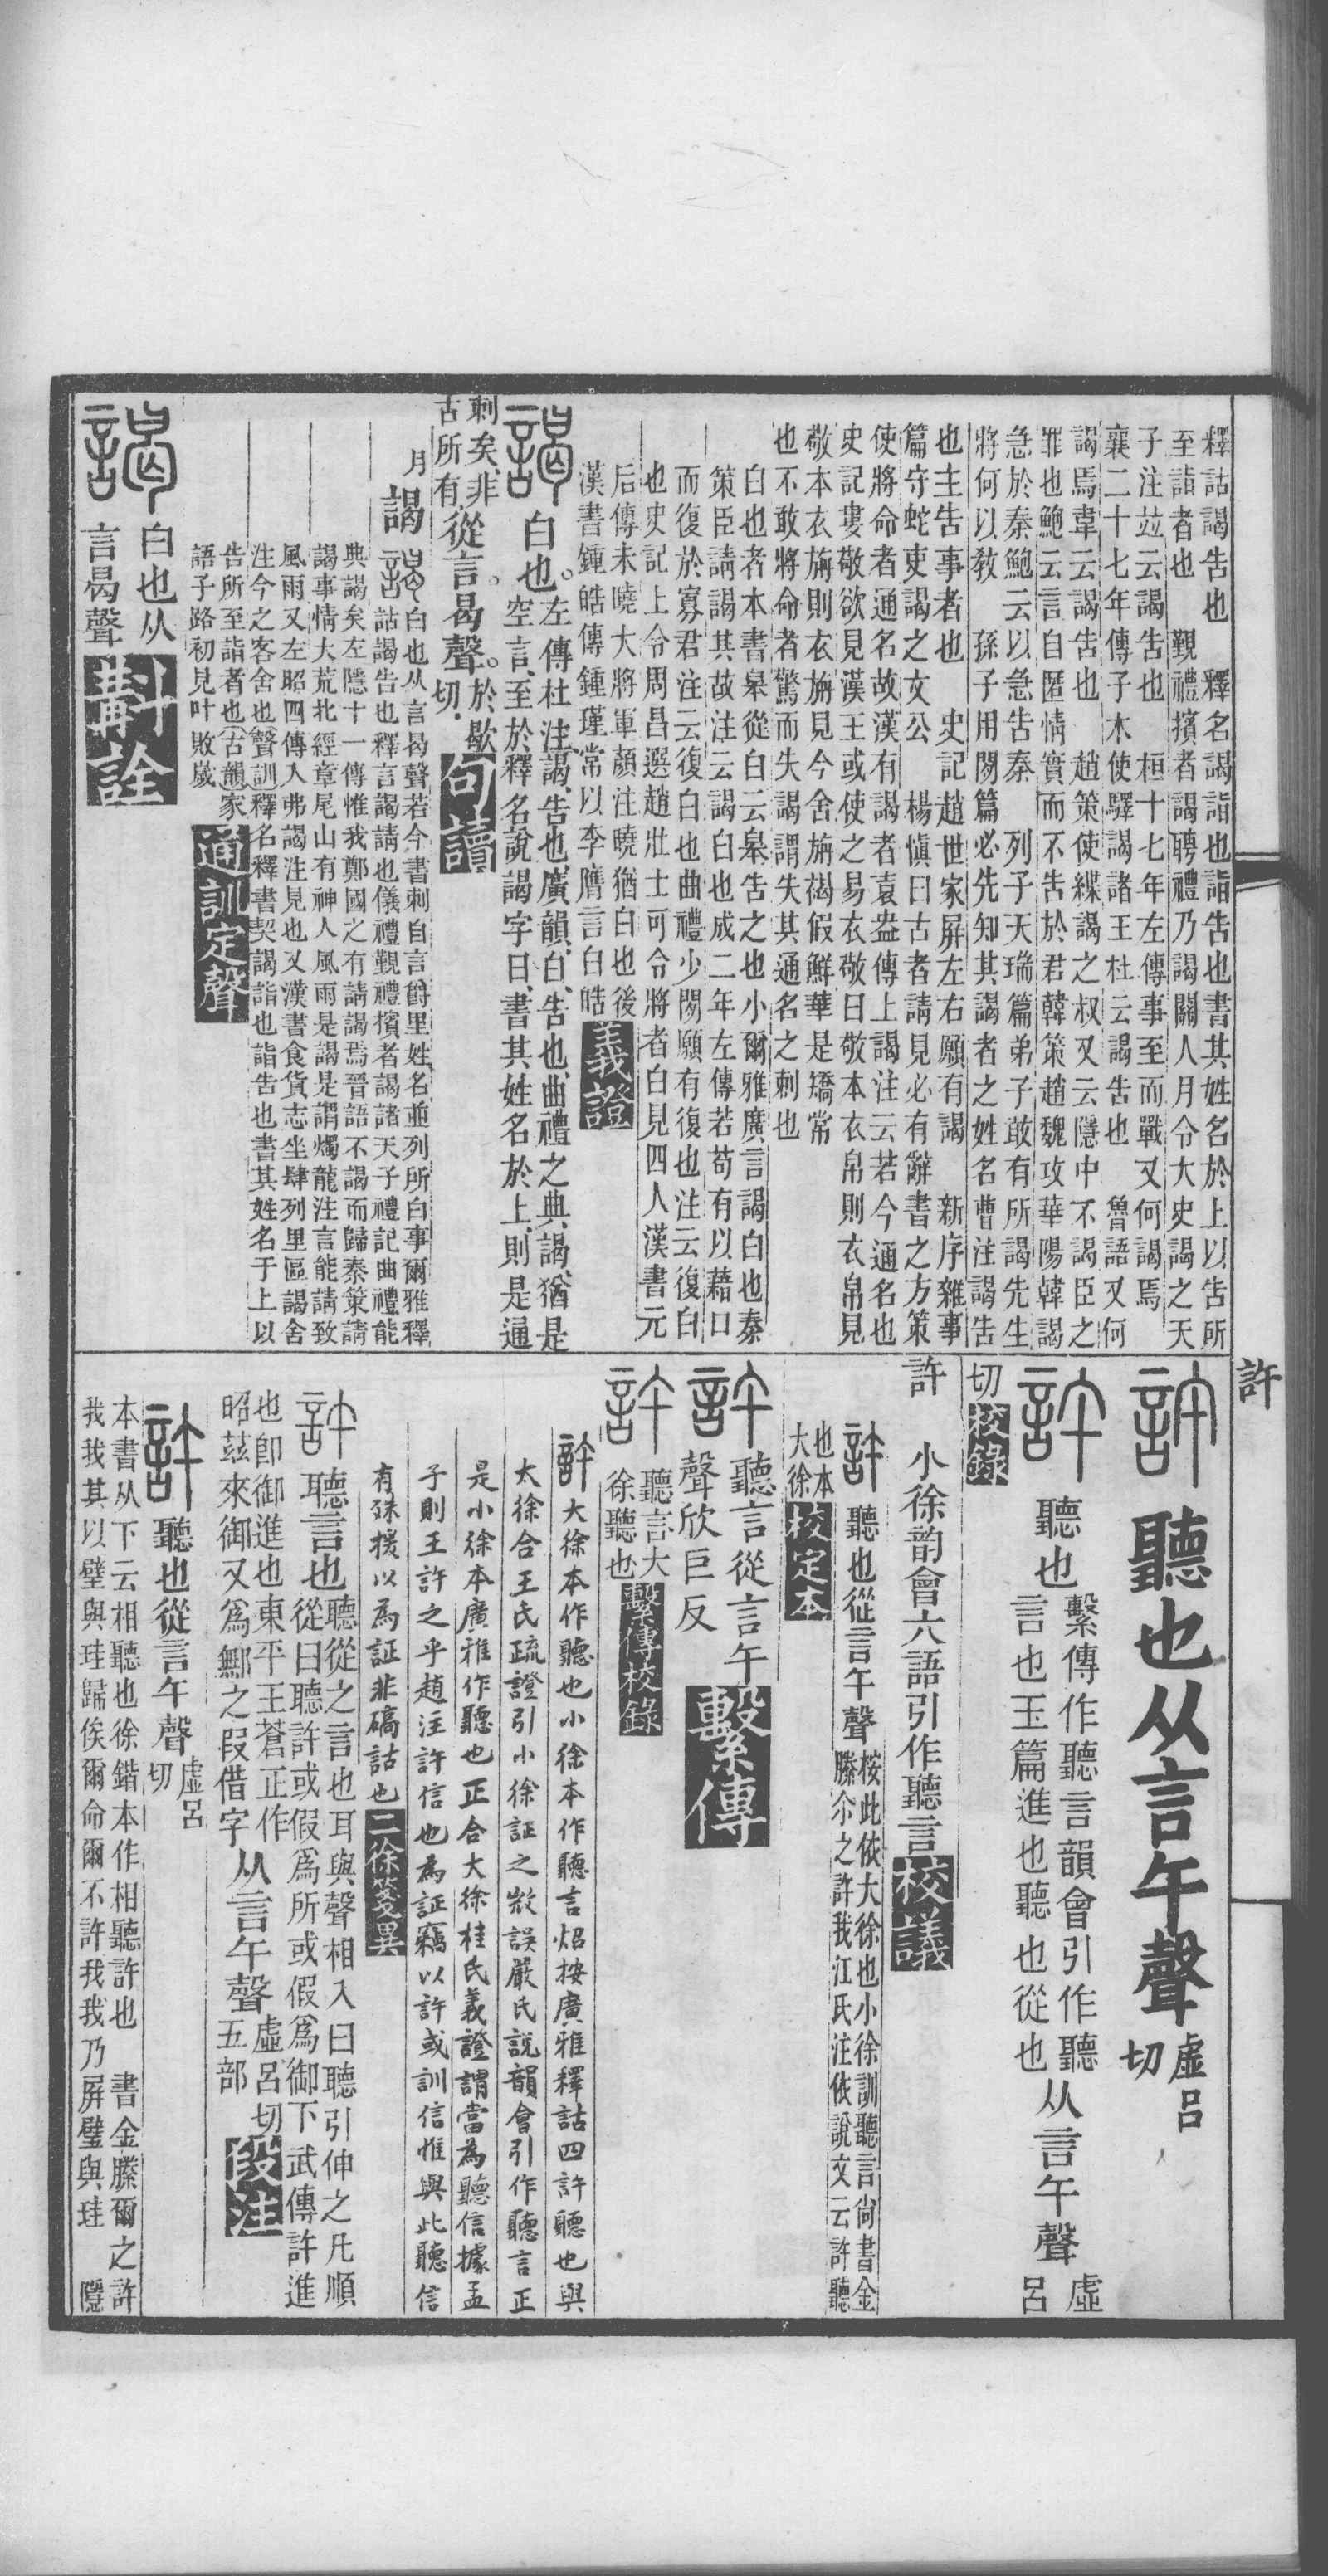 釋詁謁告也　釋名謁詣也詣告也書其姓名於上以告所
至詣者也　覲禮擯者謁聘禮乃謁關人月令大史謁之天
子注竝云謁告也　桓十七年左傳事至而戰又何謁焉
襄二十七年傳子木使驛謁諸王杜云謁告也　魯語又何
謁焉韋云謁告也　趙策使緤謁之叔又云隱中不竭臣之
罪也鮑云言自匿情實而不告於君韓策趙魏攻華陽韓謁
急於秦鮑云以急告秦　列子天瑞篇弟子敢有所謁先生
將何以教　孫子用閒篇必先知其謁者之姓名曹注謁告
也主告事者也　史記趙世家屏左右願有謁　新序雜事
篇守蛇吏謁之文公　楊愼曰古者請見必有辭書之方策
使將命者通名故漢有謁者袁盎傳上謁注云若今通名也
史記婁敬欲見漢王或使之易衣敬曰敬本衣帛則衣帛見
敬本衣旃則衣旃見今舍旃褐假鮮華是矯常
也不敢將命者驚而失謁謂失其通名之刺也
白也者本書皋從白云皋告之也小爾雅廣言謁白也秦
策臣請謁其故注云謁白也成二年左傳若苟有以藉口
而復於寡君注云復白也曲禮少閒願有復也注云復白
也史記上令周昌選趙壯士可令將者白見四人漢書元
后傳未曉大將軍顏注曉猶白也後
漢書鍾皓傳鍾瑾常以李膺言白皓義證
謁白也。左傳杜注謁、告也、廣韻、白、告也、曲禮之典、謁、猶是
空言、至於釋名說謁字曰、書其姓名於上、則是通
刺矣、非
古所有、從言。曷聲。於歇
切。句讀
月謁謁白也从言曷聲若今書刺自言爵里姓名並列所白事爾雅釋
詁謁告也釋言謁請也儀禮覲禮擯者謁諸天子禮記曲禮能
典謁矣左隱十一傳惟我鄭國之有請謁焉晉語不謁而歸秦策請
謁事情大荒北經章尾山有神人風雨是謁是謂燭龍注言能請致
風雨又左昭四傳人弗謁注見也又漢書食貨志坐肆列里區謁舍
注今之客舍也聲訓釋名釋書契謁詣也詣告也書其姓名于上以
告所至詣者也古韻家
語子路初見叶敗歲通訓定聲
謁白也从
言曷聲斠詮
許
許聽也从言午聲虛呂
切
許聽也繫傳作聽言韻會引作聽
言也玉篇進也聽也從也从言午聲虛呂
切校錄
許　小徐韵會六語引作聽言校議
許聽也從言午聲桉此依大徐也小徐訓聽言尙書金
縢尒之許我江氏注依說文云許聽
也本
大徐校定本
許聽言從言午
聲欣巨反繫傳
許聽言大
徐聽也繫傳校錄
許大徐本作聽也小徐本作聽言炤按廣雅釋詁四許聽也與
大徐合王氏疏證引小徐証之欻誤嚴氏說韻會引作聽言正
是小徐本廣雅作聽也正合大徐桂氏義證謂當為聽信據孟
子則王許之乎趙注許信也為証竊以許或訓信惟與此聽信
有殊援以為証非碻詁也二徐箋異
許聽言也聽從之言也耳與聲相入曰聽引伸之凡順
從曰聽許或假爲所或假爲御下武傳許進
也卽御進也東平王蒼正作
昭茲來御又爲鄦之叚借字从言午聲虛呂切
五部段注
許聽也從言午聲虛呂
切
本書从下云相聽也徐鍇本作相聽許也　書金縢爾之許
我我其以璧與珪歸俟爾命爾不許我我乃屏璧與珪　隱